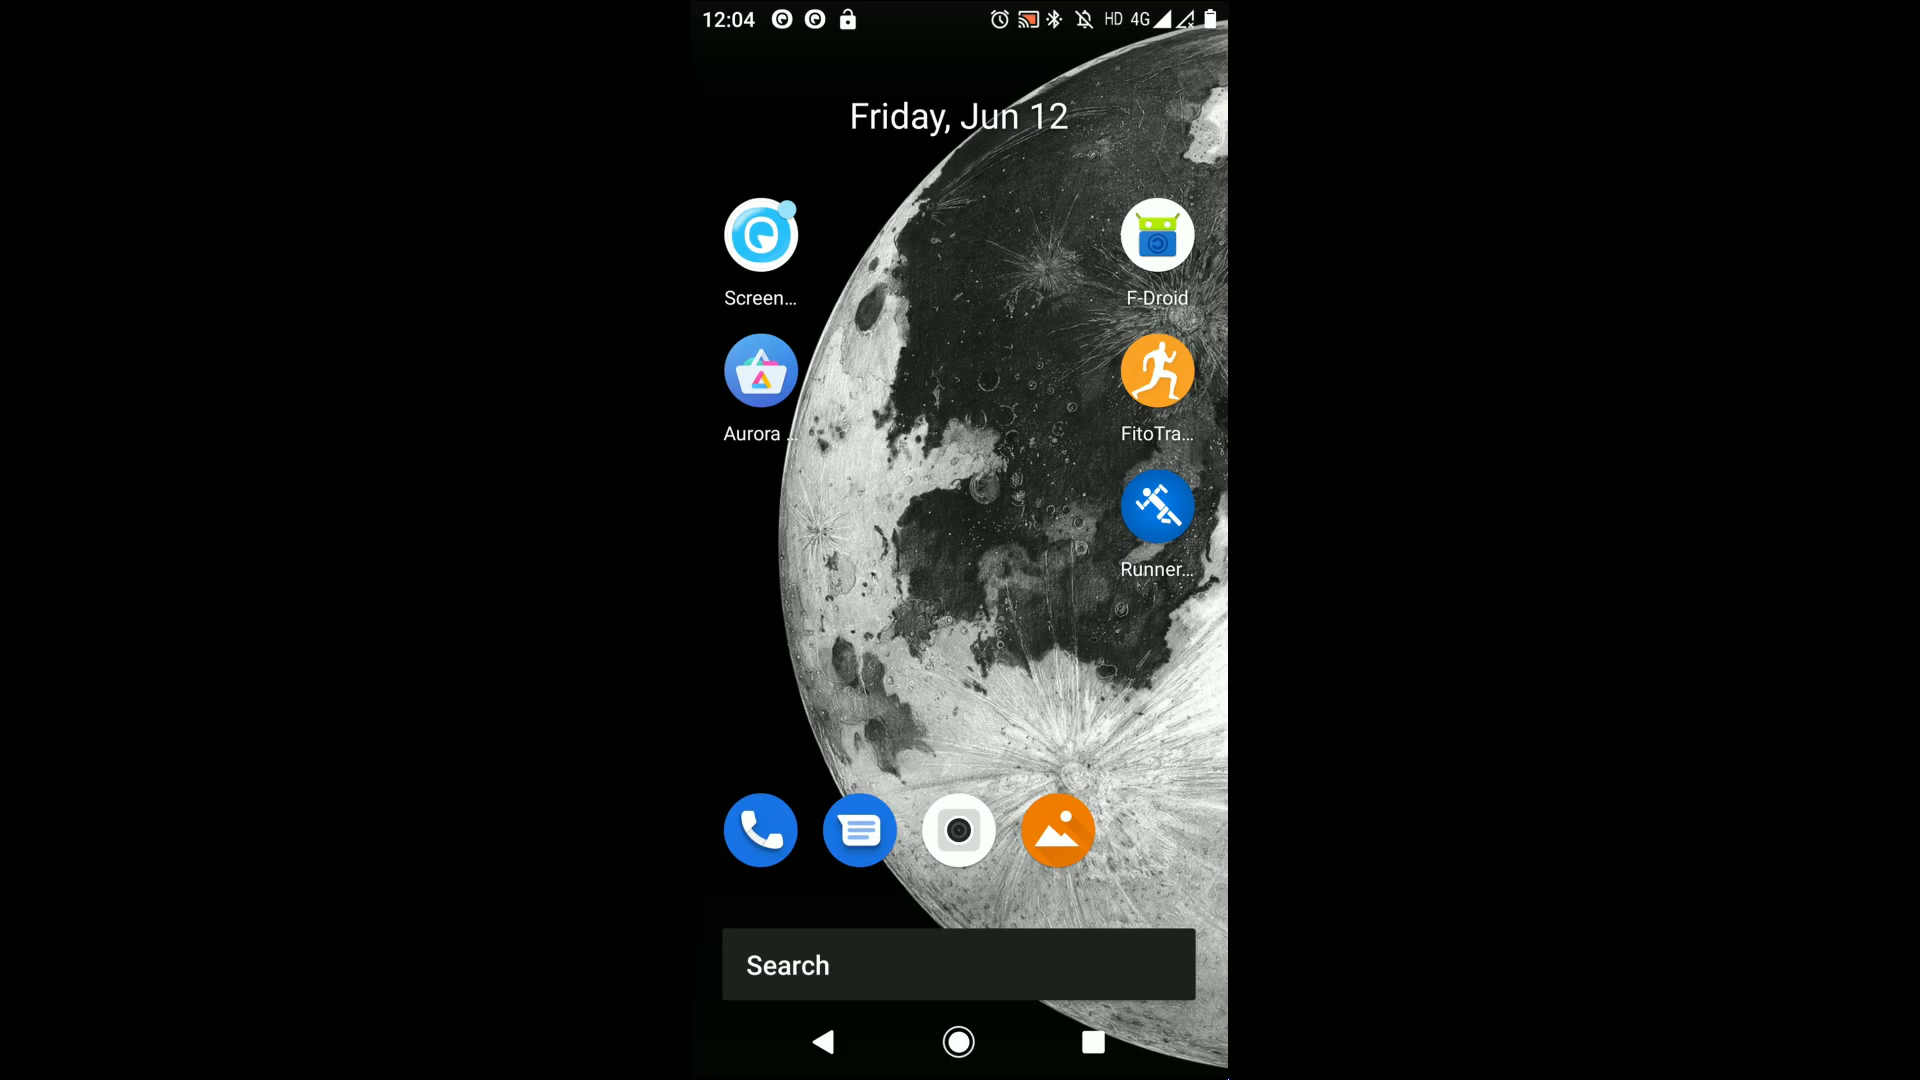 12:04 HD 4G
Friday, Jun 12
Screen...
F-Droid
Aurora ...
FitoTra...
Runner...
Search